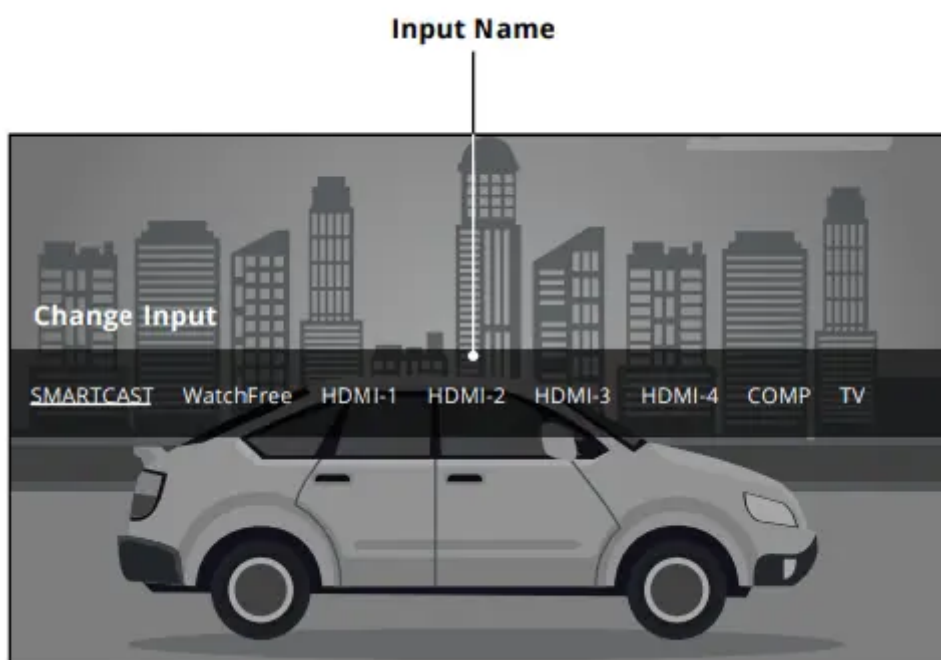 Input Name
Change Input
SMARTCAST WatchFree HDMI-1 HDMI-2 HDMI-3 HDMI-4 COMP TV